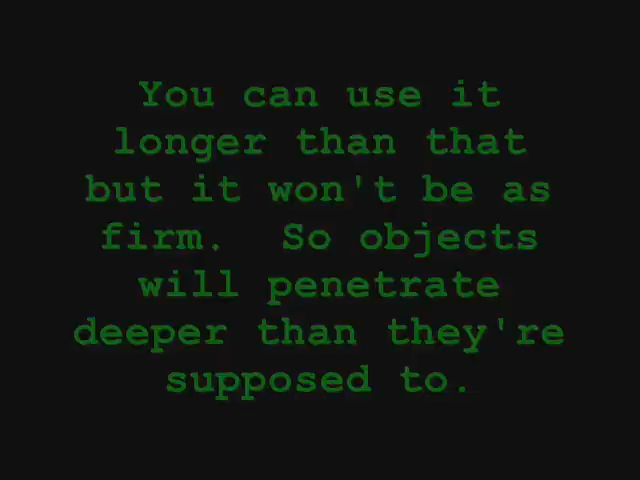 You can use it
longer than that
but it won't be as
firm.  So objects
will penetrate
deeper than they're
supposed to.